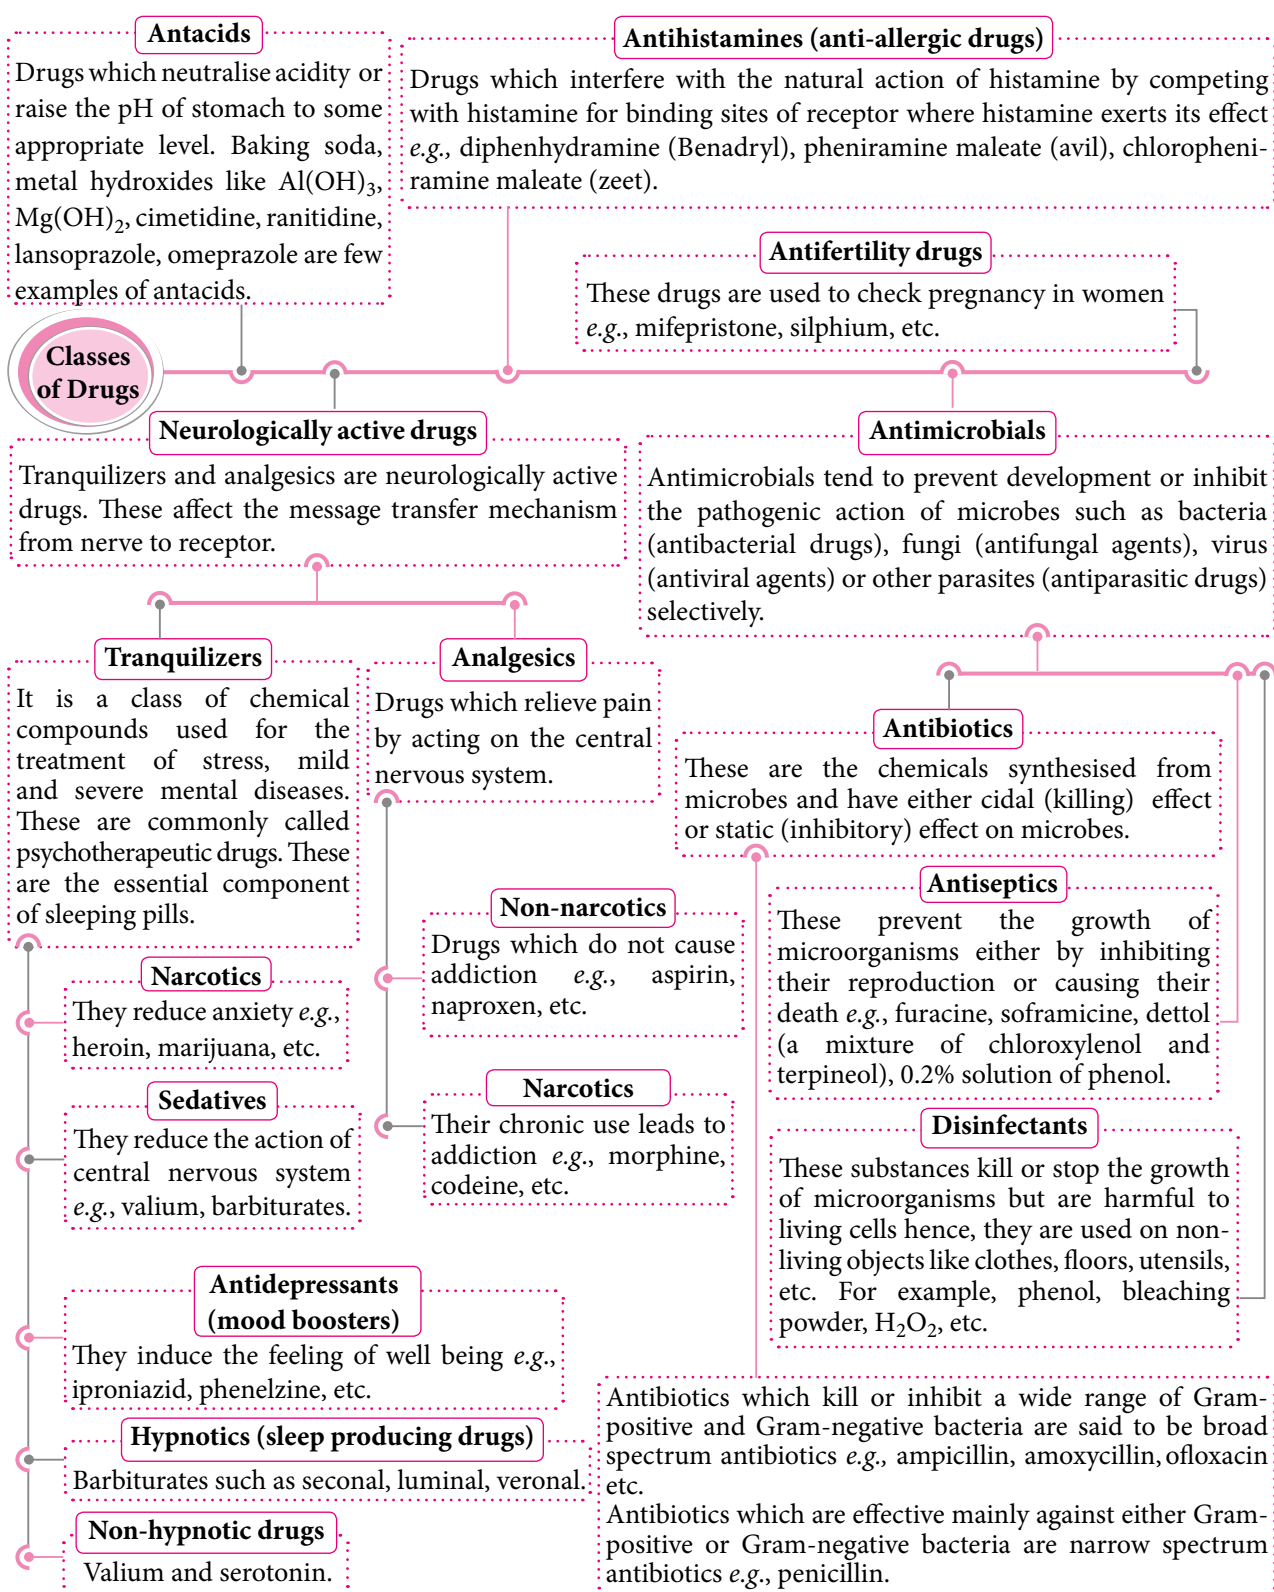 Antacids
Drugs which neutralise acidity or
raise the pH of stomach to some
appropriate level. Baking soda,
metal hydroxides like Al(OH)₃,
Mg(OH)₂, cimetidine, ranitidine,
lansoprazole, omeprazole are few
examples of antacids.
Antihistamines (anti-allergic drugs)
Drugs which interfere with the natural action of histamine by competing
with histamine for binding sites of receptor where histamine exerts its effect
e.g., diphenhydramine (Benadryl), pheniramine maleate (avil), chloropheni-
ramine maleate (zeet).
Antifertility drugs
These drugs are used to check pregnancy in women
e.g., mifepristone, silphium, etc.
Classes
of Drugs
Neurologically active drugs
Tranquilizers and analgesics are neurologically active
drugs. These affect the message transfer mechanism
from nerve to receptor.
Antimicrobials
Antimicrobials tend to prevent development or inhibit
the pathogenic action of microbes such as bacteria
(antibacterial drugs), fungi (antifungal agents), virus
(antiviral agents) or other parasites (antiparasitic drugs)
selectively.
Tranquilizers
It is a class of chemical
compounds used for the
treatment of stress, mild
and severe mental diseases.
These are commonly called
psychotherapeutic drugs. These
are the essential component
of sleeping pills.
Analgesics
Drugs which relieve pain
by acting on the central
nervous system.
Antibiotics
These are the chemicals synthesised from
microbes and have either cidal (killing) effect
or static (inhibitory) effect on microbes.
Non-narcotics
Drugs which do not cause
addiction e.g., aspirin,
naproxen, etc.
Antiseptics
These prevent the growth of
microorganisms either by inhibiting
their reproduction or causing their
death e.g., furacine, soframicine, dettol
(a mixture of chloroxylenol and
terpineol), 0.2% solution of phenol.
Narcotics
They reduce anxiety e.g.,
heroin, marijuana, etc.
Narcotics
Their chronic use leads to
addiction e.g., morphine,
codeine, etc.
Sedatives
They reduce the action of
central nervous system
e.g., valium, barbiturates.
Disinfectants
These substances kill or stop the growth
of microorganisms but are harmful to
living cells hence, they are used on non-
living objects like clothes, floors, utensils,
etc. For example, phenol, bleaching
powder, H₂O₂, etc.
Antidepressants
(mood boosters)
They induce the feeling of well being e.g.,
iproniazid, phenelzine, etc.
Hypnotics (sleep producing drugs)
Barbiturates such as seconal, luminal, veronal.
Non-hypnotic drugs
Valium and serotonin.
Antibiotics which kill or inhibit a wide range of Gram-
positive and Gram-negative bacteria are said to be broad
spectrum antibiotics e.g., ampicillin, amoxycillin, ofloxacin
etc.
Antibiotics which are effective mainly against either Gram-
positive or Gram-negative bacteria are narrow spectrum
antibiotics e.g., penicillin.